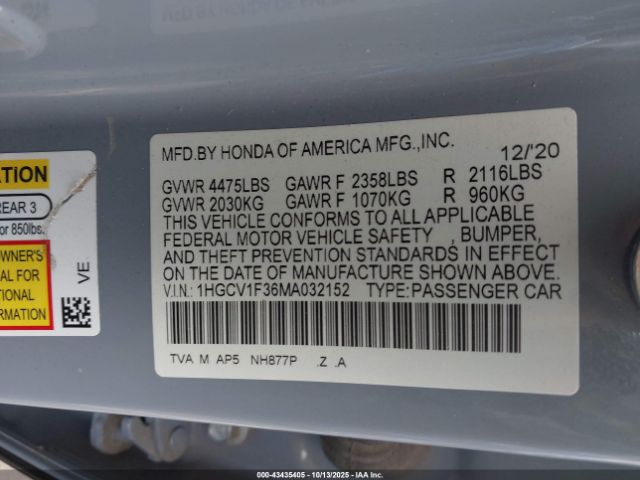 MFD.BY HONDA OF AMERICA MFG.,INC. 12/'20
GVWR 4475LBS GAWR F 2358LBS R 2116LBS
GVWR 2030KG GAWR F 1070KG R 960KG
THIS VEHICLE CONFORMS TO ALL APPLICABLE
FEDERAL MOTOR VEHICLE SAFETY , BUMPER,
AND THEFT PREVENTION STANDARDS IN EFFECT
ON THE DATE OF MANUFACTURE SHOWN ABOVE.
V.I.N.: 1HGCV1F36MA032152 TYPE:PASSENGER CAR
TVA M AP5 NH877P .Z .A
ATION
REAR 3
or 850lbs.
OWNER'S
AL FOR
TIONAL
RMATION
VE
000-43435405 | 10/13/2025 | IAA Inc.